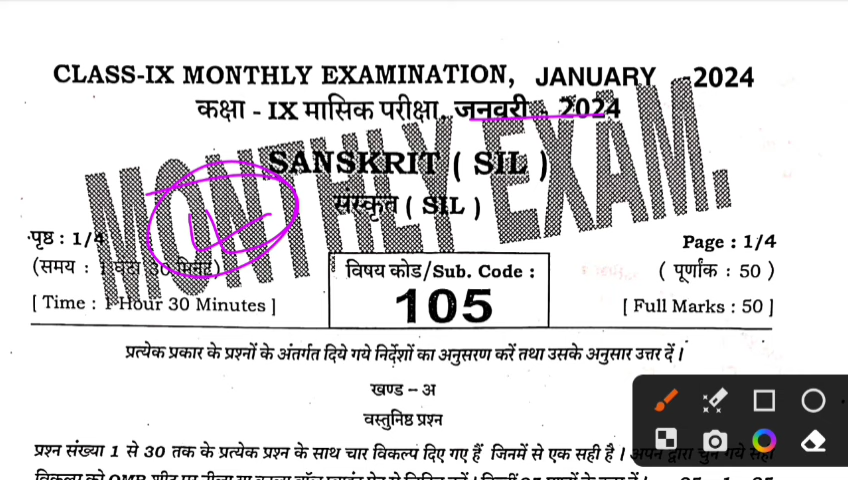 CLASS-IX MONTHLY EXAMINATION, JANUARY - 2024
कक्षा - IX मासिक परीक्षा, जनवरी - 2024
MONTHLY EXAM.
SANSKRIT ( SIL )
संस्कृत ( SIL )
पृष्ठ : 1/4
Page : 1/4
(समय : 1 घंटा 30 मिनट)
विषय कोड/Sub. Code :
( पूर्णांक : 50 )
[ Time : 1 Hour 30 Minutes ]
105
[ Full Marks : 50 ]
प्रत्येक प्रकार के प्रश्नों के अंतर्गत दिये गये निर्देशों का अनुसरण करें तथा उसके अनुसार उत्तर दें ।
खण्ड – अ
वस्तुनिष्ठ प्रश्न
प्रश्न संख्या 1 से 30 तक के प्रत्येक प्रश्न के साथ चार विकल्प दिए गए हैं जिनमें से एक सही है । अपने द्वारा चुने गये सही